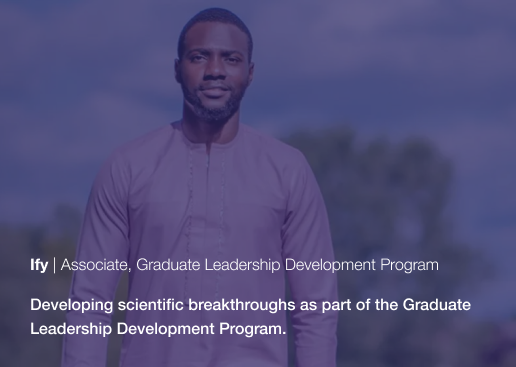 Ify | Associate, Graduate Leadership Development Program
Developing scientific breakthroughs as part of the Graduate
Leadership Development Program.